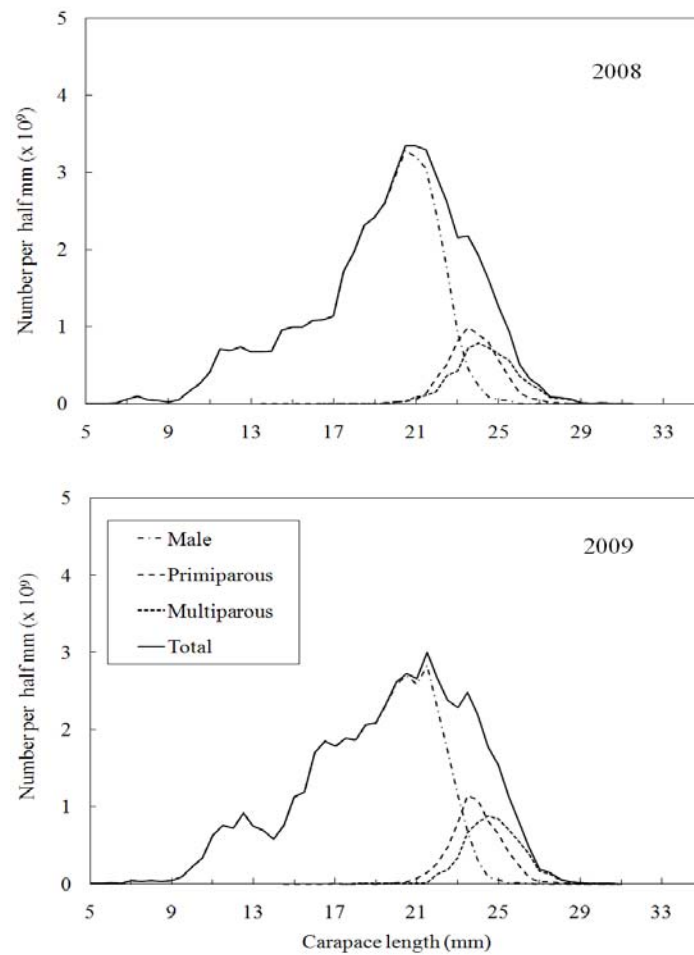 5
4
3
2
1
0
Number per half mm (x 10⁹)
2008
5 9 13 17 21 25 29 33
5
4
3
2
1
0
Number per half mm (x 10⁹)
2009
Male
Primiparous
Multiparous
Total
5 9 13 17 21 25 29 33
Carapace length (mm)